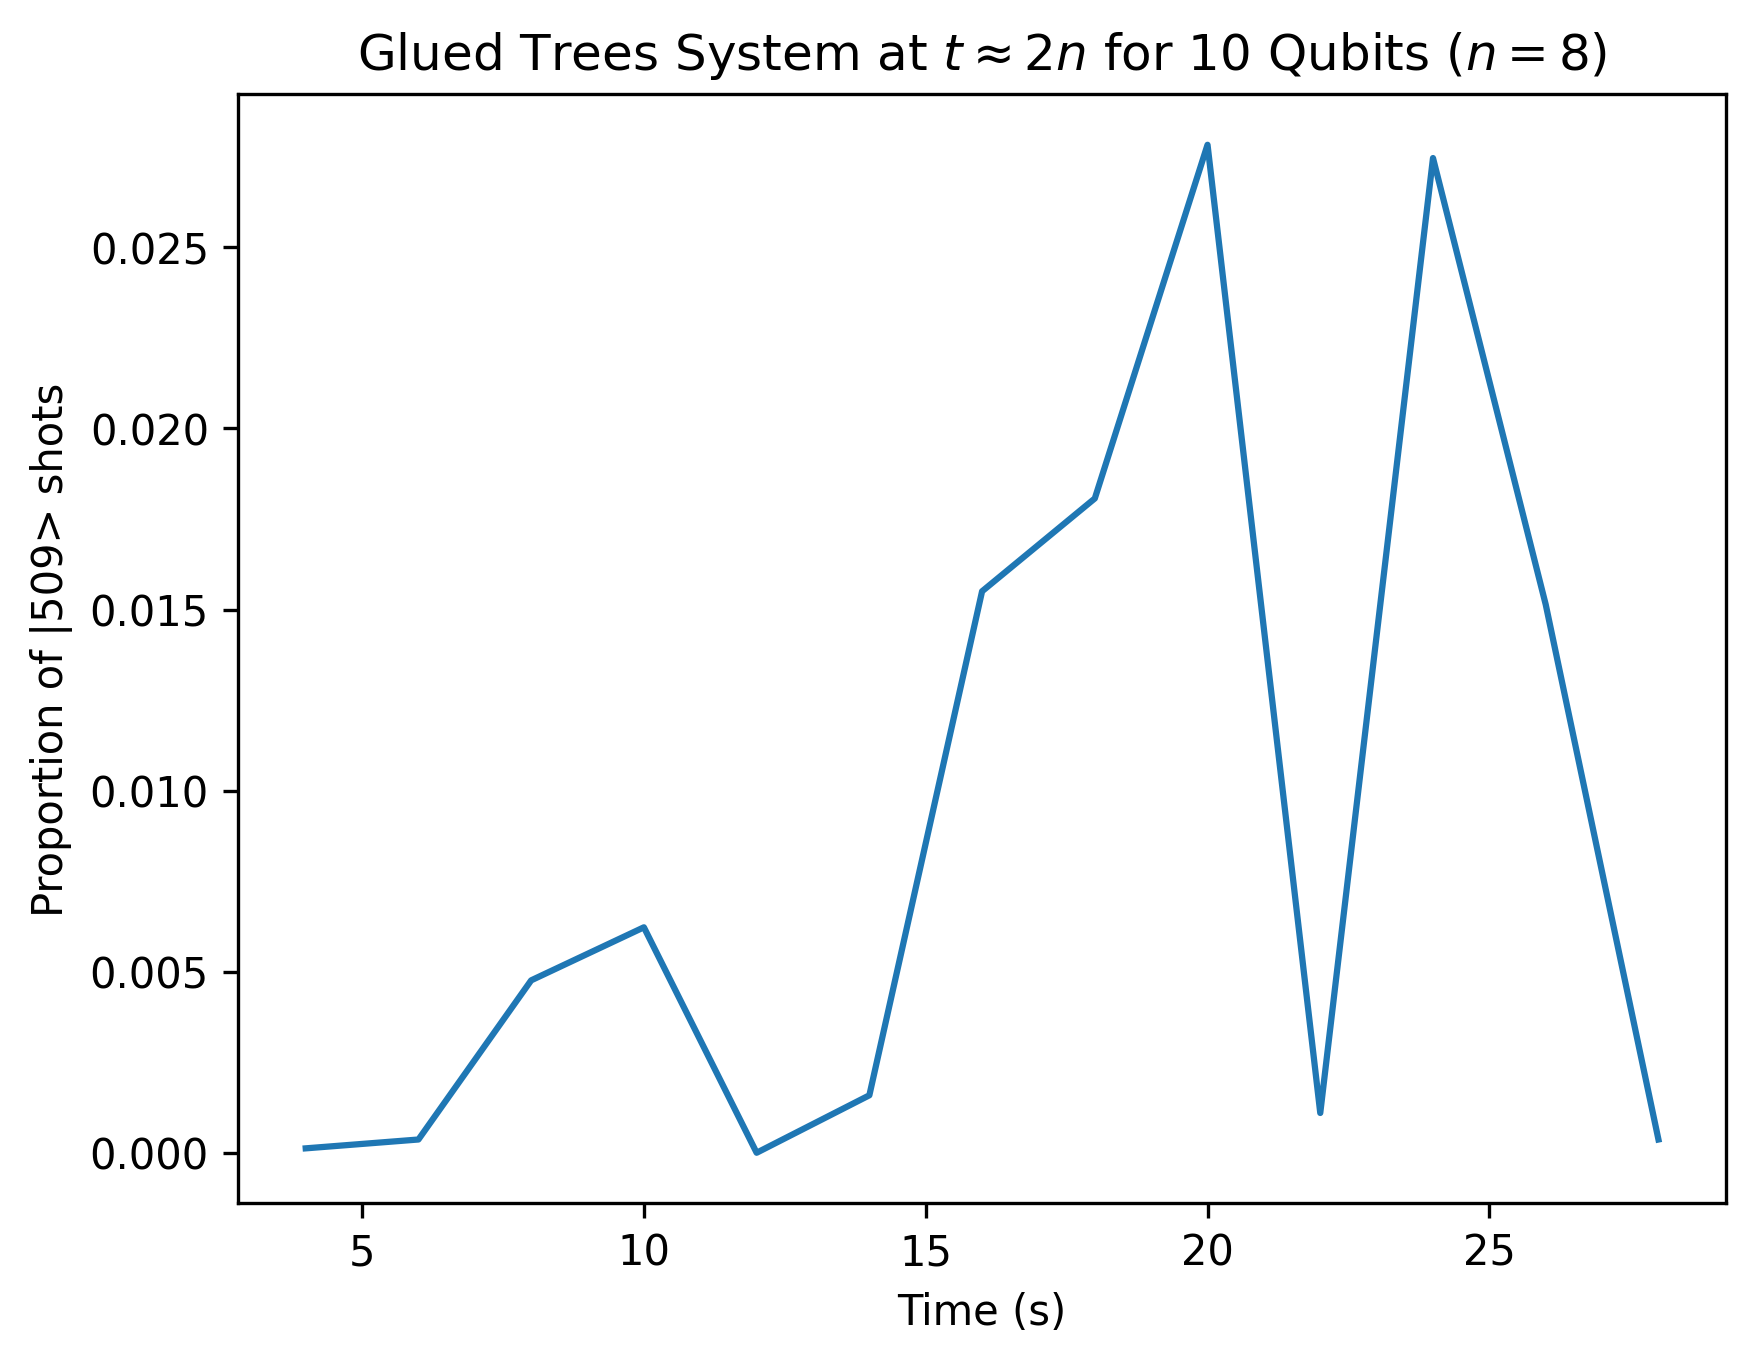 Glued Trees System at t ≈ 2n for 10 Qubits (n = 8)
Proportion of |509> shots
0.025
0.020
0.015
0.010
0.005
0.000
5 10 15 20 25
Time (s)